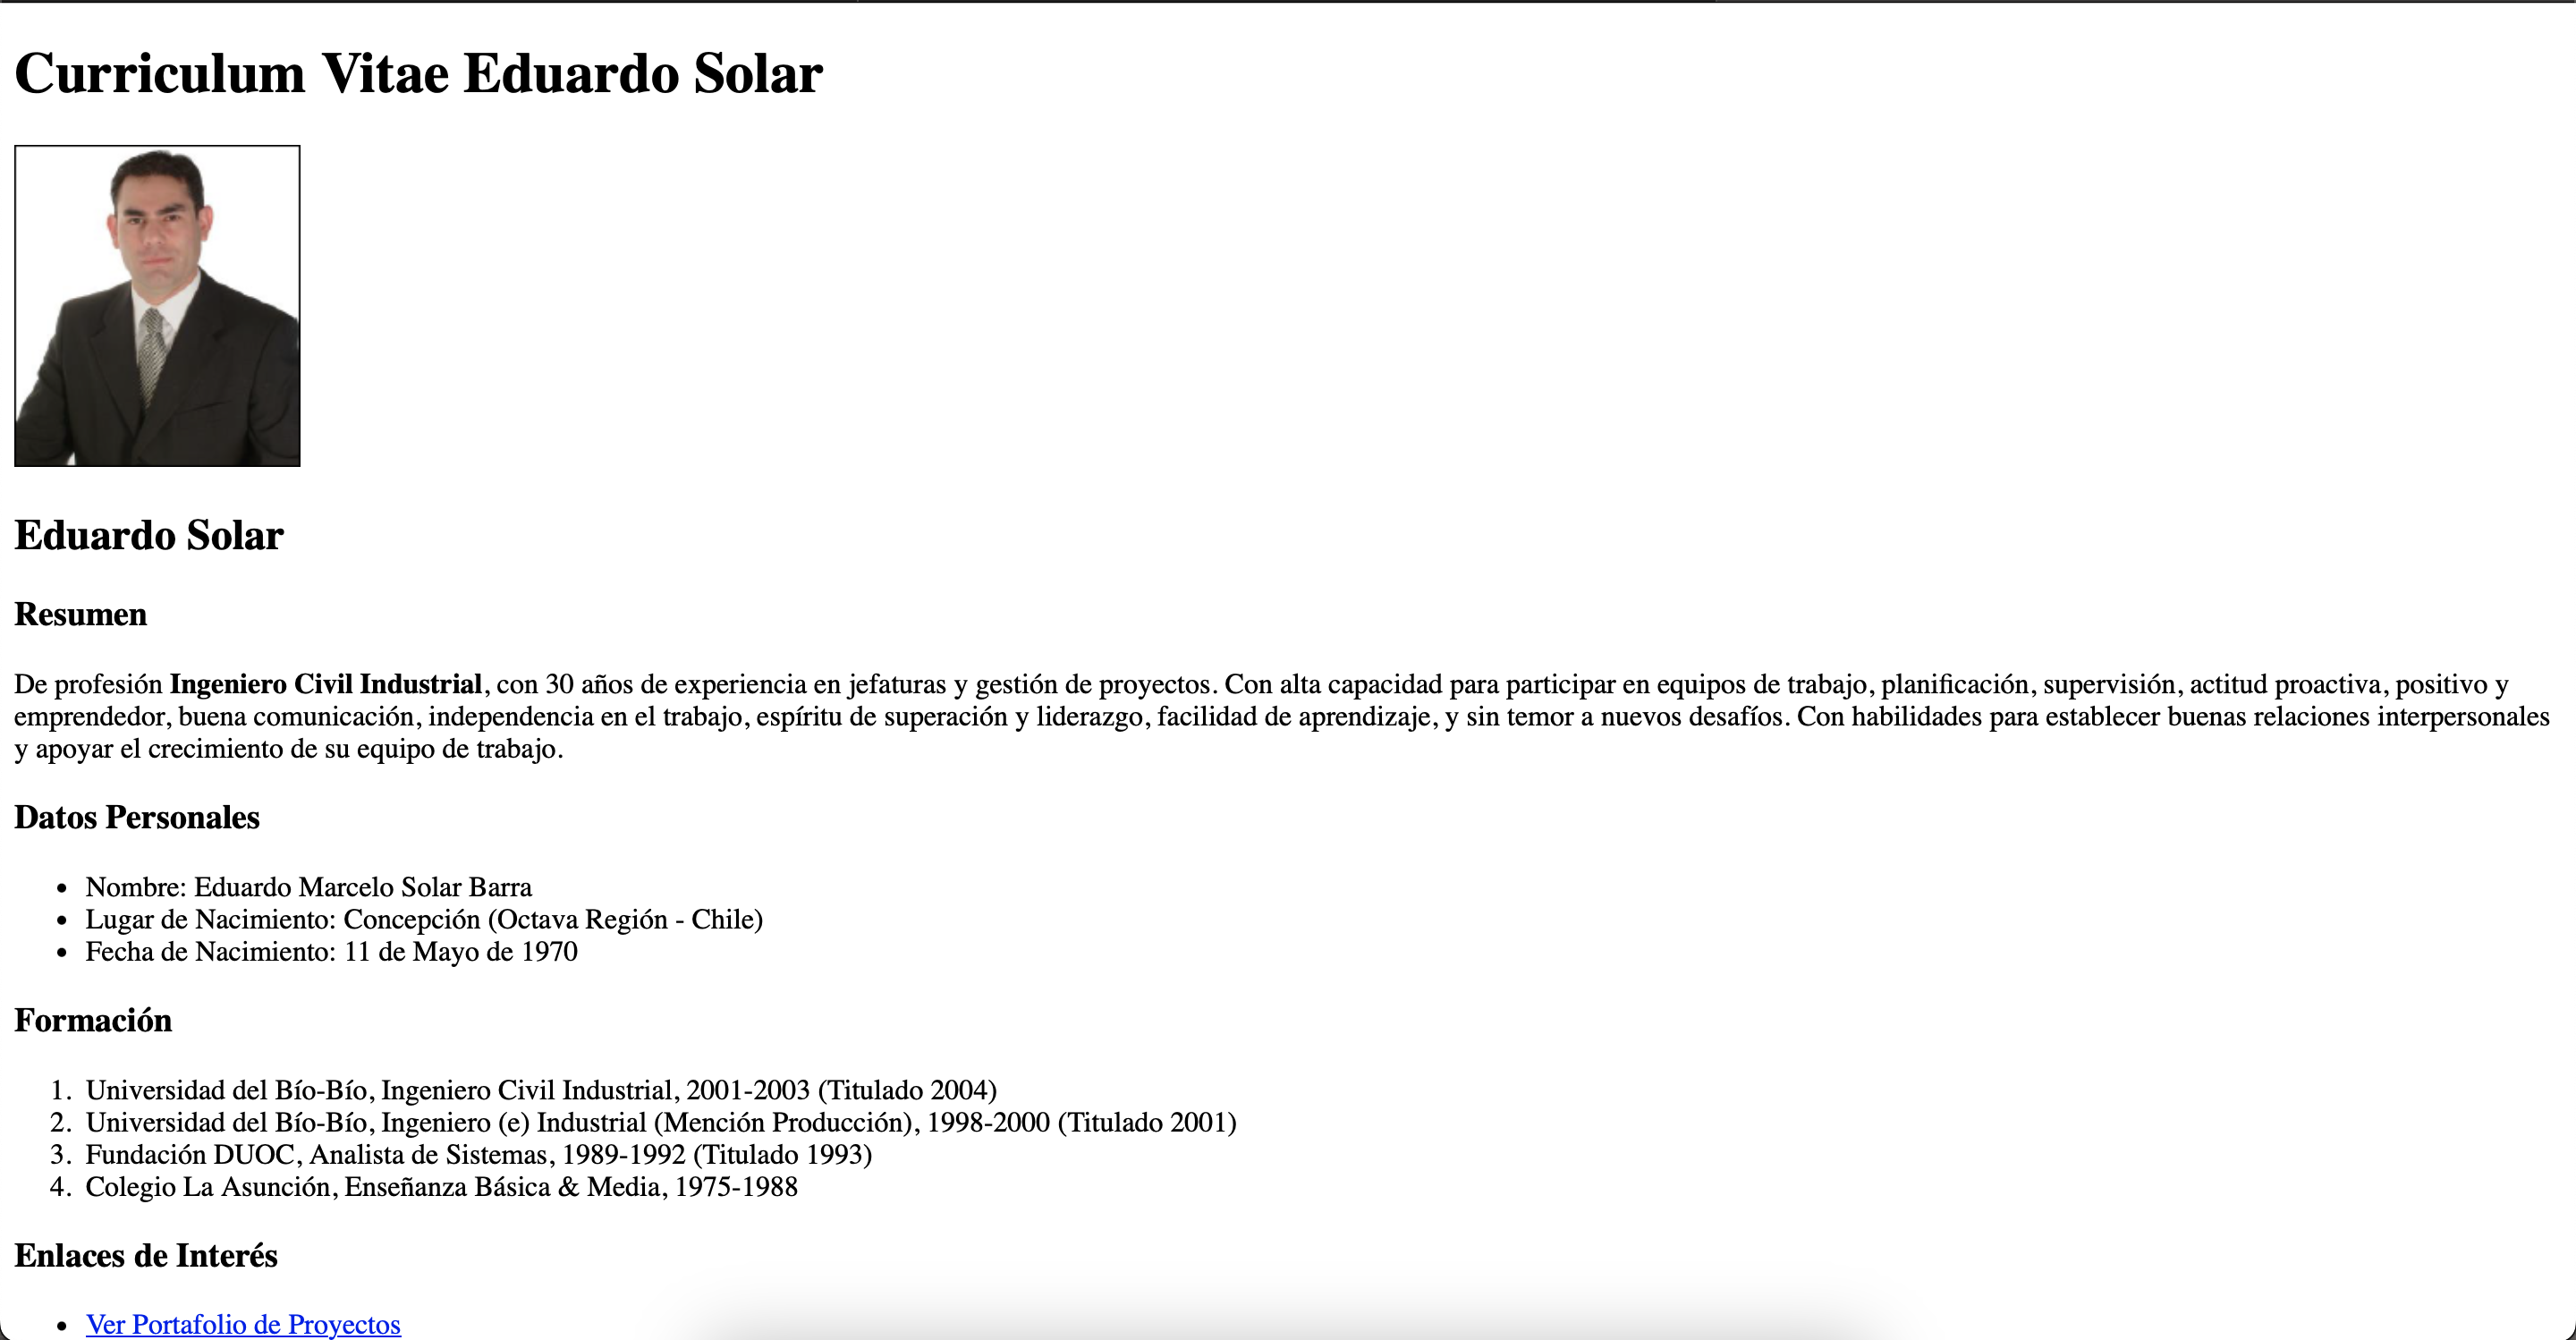 Curriculum Vitae Eduardo Solar
Eduardo Solar
Resumen
De profesión Ingeniero Civil Industrial, con 30 años de experiencia en jefaturas y gestión de proyectos. Con alta capacidad para participar en equipos de trabajo, planificación, supervisión, actitud proactiva, positivo y
emprendedor, buena comunicación, independencia en el trabajo, espíritu de superación y liderazgo, facilidad de aprendizaje, y sin temor a nuevos desafíos. Con habilidades para establecer buenas relaciones interpersonales
y apoyar el crecimiento de su equipo de trabajo.
Datos Personales
• Nombre: Eduardo Marcelo Solar Barra
• Lugar de Nacimiento: Concepción (Octava Región - Chile)
• Fecha de Nacimiento: 11 de Mayo de 1970
Formación
1. Universidad del Bío-Bío, Ingeniero Civil Industrial, 2001-2003 (Titulado 2004)
2. Universidad del Bío-Bío, Ingeniero (e) Industrial (Mención Producción), 1998-2000 (Titulado 2001)
3. Fundación DUOC, Analista de Sistemas, 1989-1992 (Titulado 1993)
4. Colegio La Asunción, Enseñanza Básica & Media, 1975-1988
Enlaces de Interés
• Ver Portafolio de Proyectos